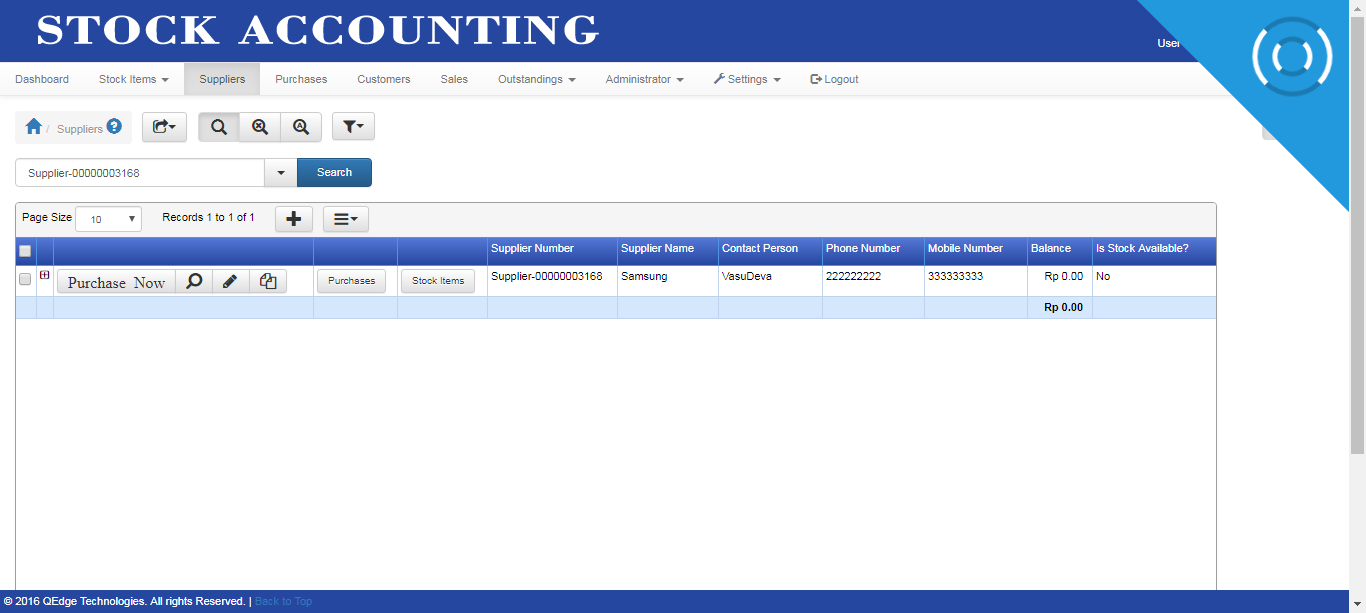 STOCK ACCOUNTING
User
Dashboard Stock Items Suppliers Purchases Customers Sales Outstandings Administrator Settings Logout
/ Suppliers
Supplier-00000003168 Search
Page Size 10 Records 1 to 1 of 1
Supplier Number Supplier Name Contact Person Phone Number Mobile Number Balance Is Stock Available?
Purchase Now Purchases Stock Items Supplier-00000003168 Samsung VasuDeva 222222222 333333333 Rp 0.00 No
Rp 0.00
© 2016 QEdge Technologies. All rights Reserved. | Back to Top